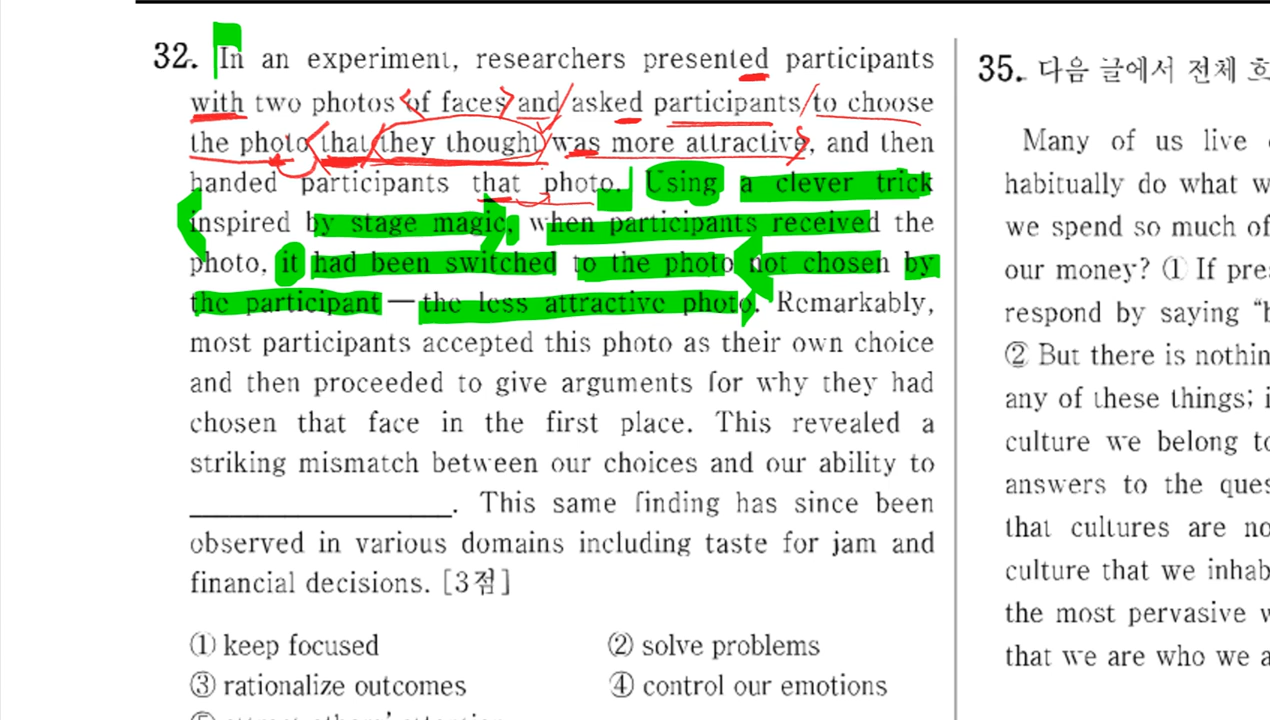 32. In an experiment, researchers presented participants
with two photos of faces and asked participants to choose
the photo that they thought was more attractive, and then
handed participants that photo. Using a clever trick
inspired by stage magic, when participants received the
photo, it had been switched to the photo not chosen by
the participant — the less attractive photo. Remarkably,
most participants accepted this photo as their own choice
and then proceeded to give arguments for why they had
chosen that face in the first place. This revealed a
striking mismatch between our choices and our ability to
____________________. This same finding has since been
observed in various domains including taste for jam and
financial decisions. [3점]
① keep focused ② solve problems
③ rationalize outcomes ④ control our emotions
35. 다음 글에서 전체
Many of us live
habitually do what
we spend so much of
our money? ① If
respond by saying
② But there is
any of these things;
culture we belong
answers to the
that cultures are
culture that we
the most pervasive
that we are who we